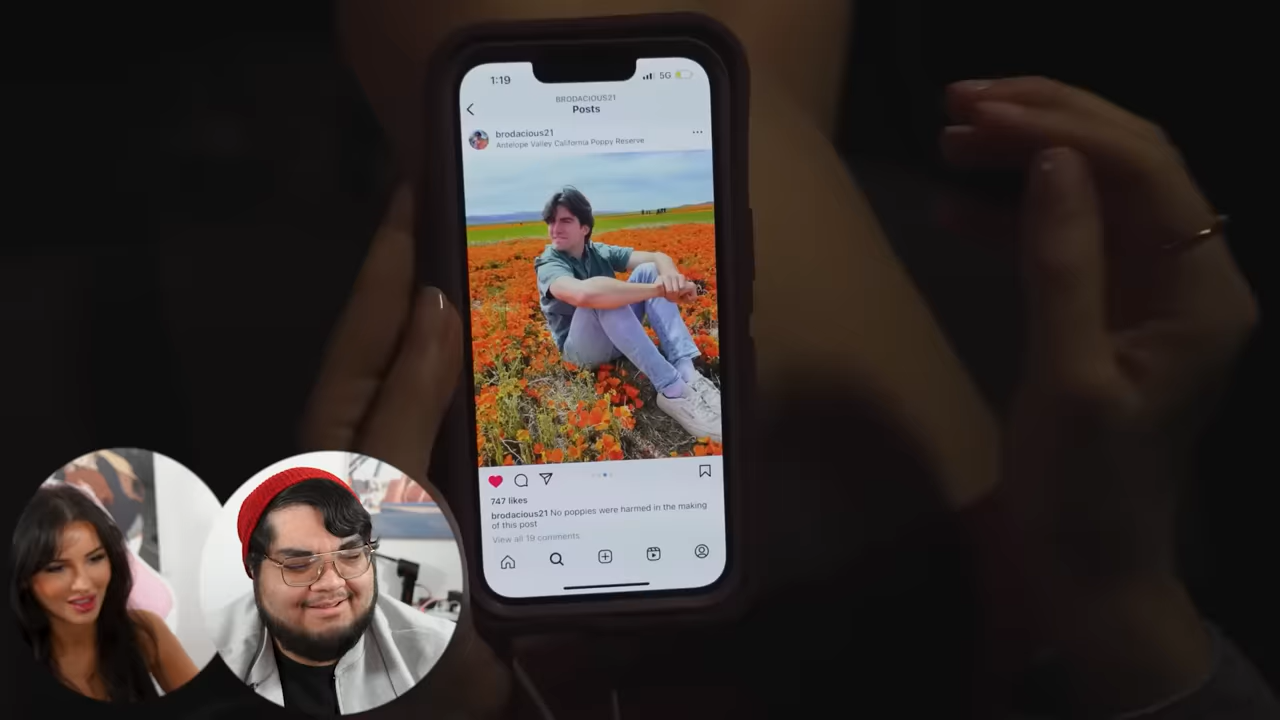 1:19
5G
BRODACIOUS21
Posts
brodacious21
Antelope Valley California Poppy Reserve
747 likes
brodacious21 No poppies were harmed in the making
of this post
View all 19 comments